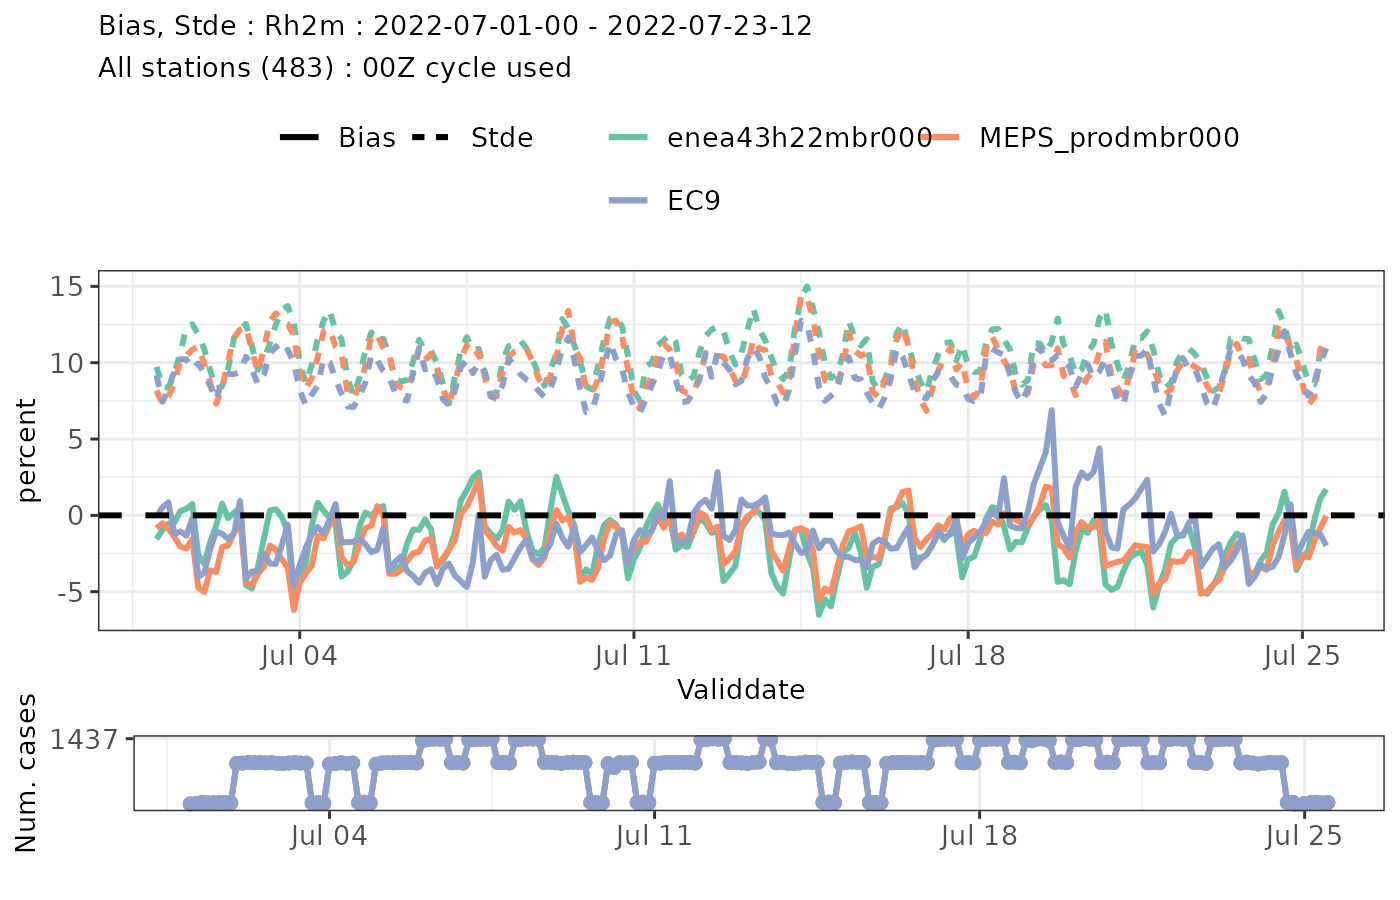 Bias, Stde : Rh2m : 2022-07-01-00 - 2022-07-23-12
All stations (483) : 00Z cycle used
Bias Stde enea43h22mbr000 MEPS_prodmbr000
EC9
percent
15
10
5
0
-5
Jul 04 Jul 11 Jul 18 Jul 25
Validdate
Num. cases
1437
Jul 04 Jul 11 Jul 18 Jul 25